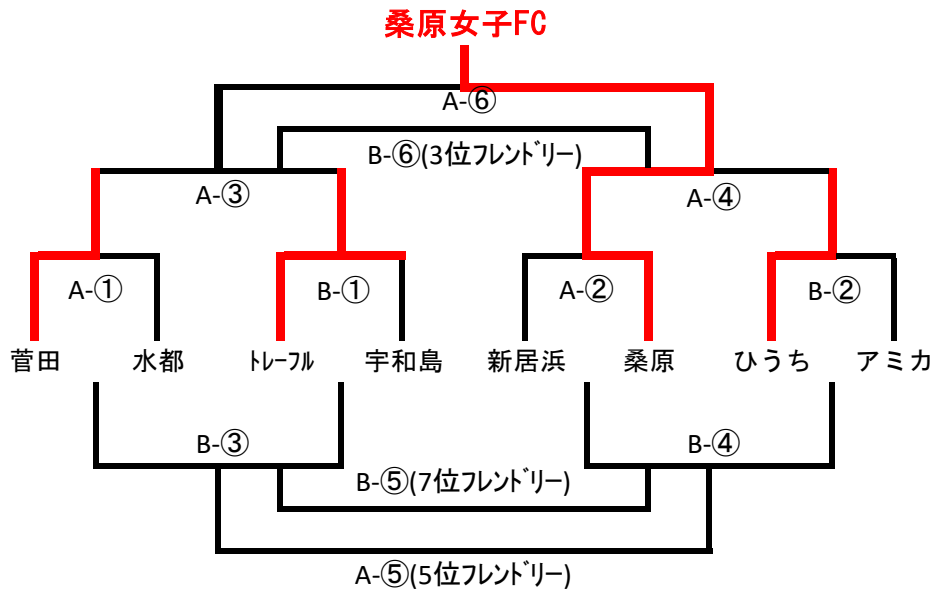 桑原女子FC
A-⑥
B-⑥(3位ﾌﾚﾝﾄﾞﾘｰ)
A-③
A-④
A-①
B-①
A-②
B-②
菅田
水都
ﾄﾚｰﾌﾙ
宇和島
新居浜
桑原
ひうち
アミカ
B-③
B-④
B-⑤(7位ﾌﾚﾝﾄﾞﾘｰ)
A-⑤(5位ﾌﾚﾝﾄﾞﾘｰ)